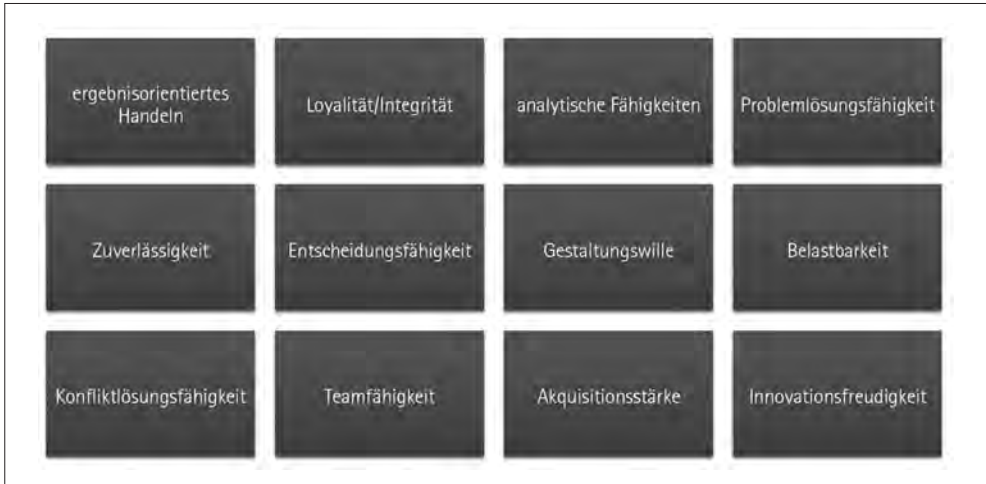 ergebnisorientiertes
Handeln
Loyalität/Integrität
analytische Fähigkeiten
Problemlösungsfähigkeit
Zuverlässigkeit
Entscheidungsfähigkeit
Gestaltungswille
Belastbarkeit
Konfliktlösungsfähigkeit
Teamfähigkeit
Akquisitionsstärke
Innovationsfreudigkeit